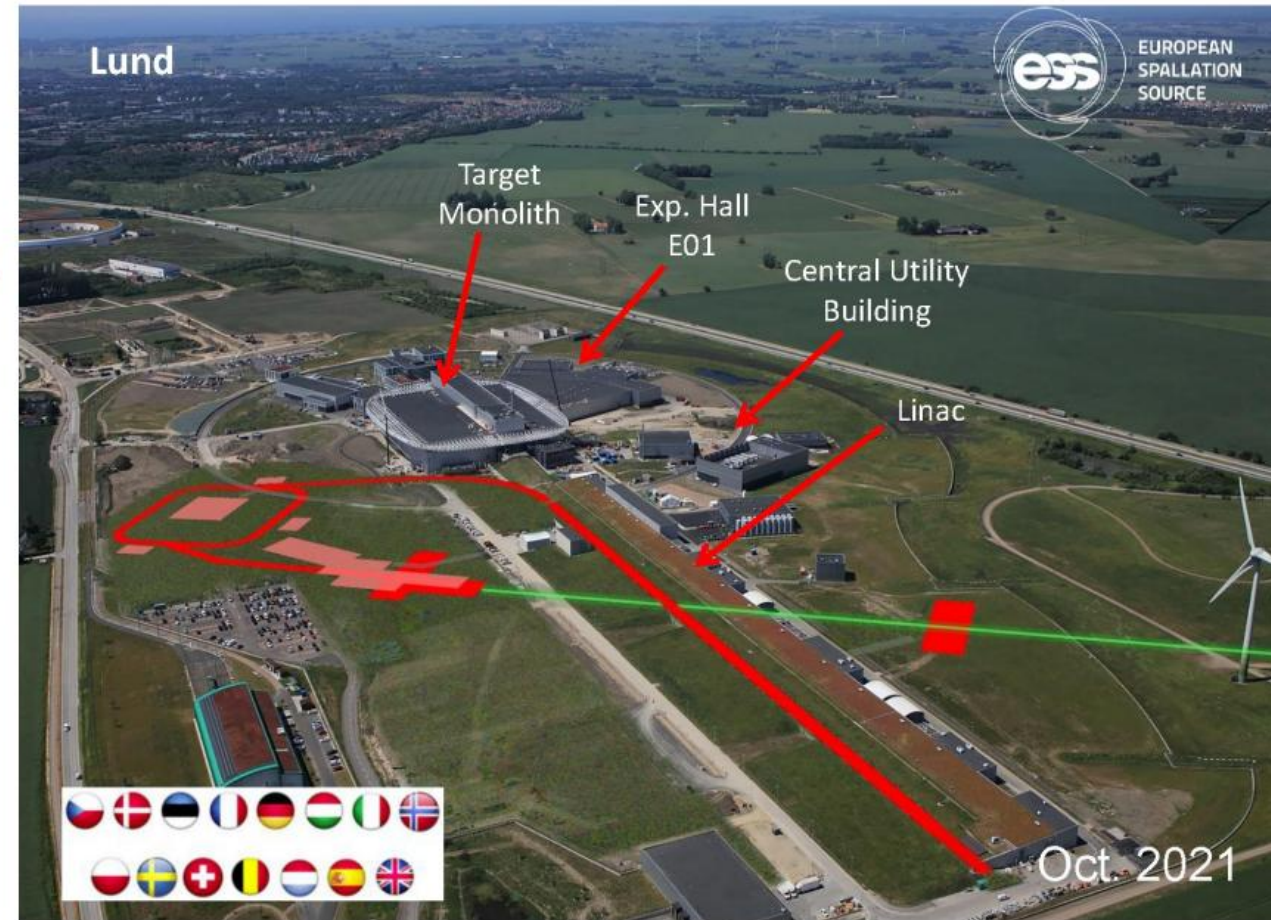 Lund
ess
EUROPEAN
SPALLATION
SOURCE
Target
Monolith
Exp. Hall
E01
Central Utility
Building
Linac
Oct. 2021